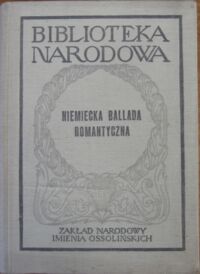 BIBLIOTEKA
NARODOWA
NIEMIECKA BALLADA
ROMANTYCZNA
ZAKŁAD NARODOWY
IMIENIA OSSOLIŃSKICH